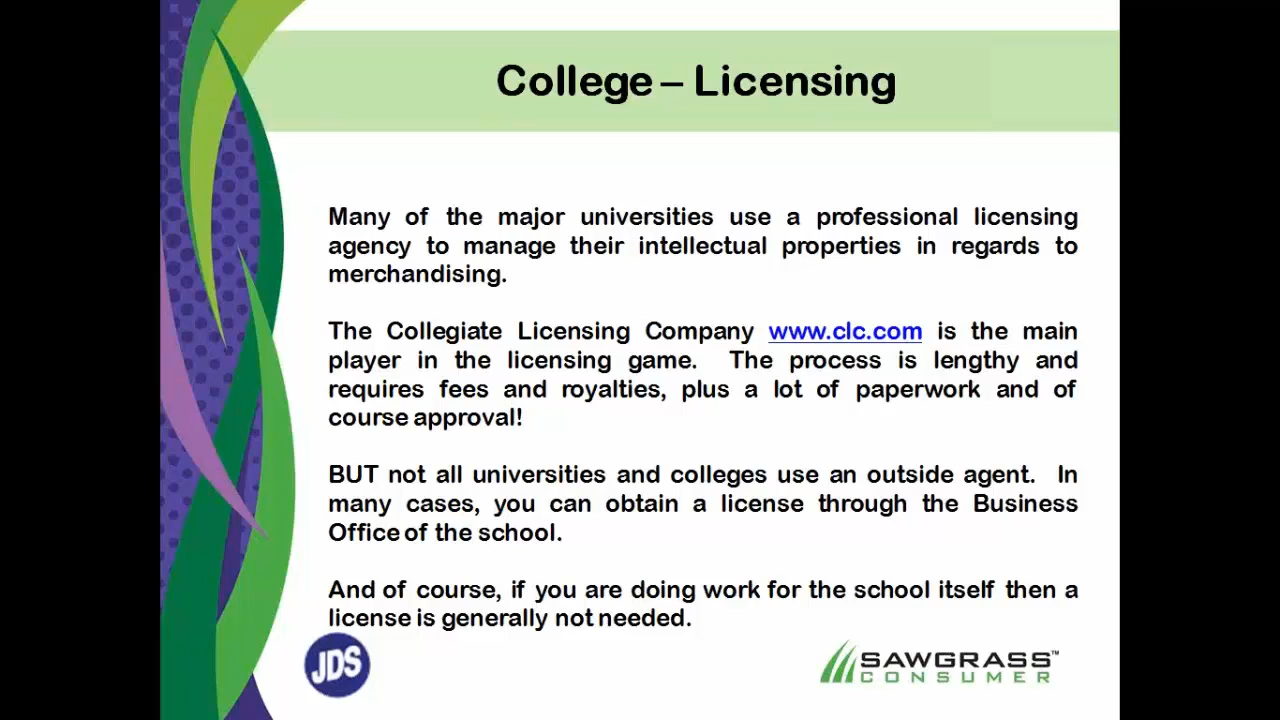 College – Licensing
Many of the major universities use a professional licensing
agency to manage their intellectual properties in regards to
merchandising.
The Collegiate Licensing Company www.clc.com is the main
player in the licensing game. The process is lengthy and
requires fees and royalties, plus a lot of paperwork and of
course approval!
BUT not all universities and colleges use an outside agent. In
many cases, you can obtain a license through the Business
Office of the school.
And of course, if you are doing work for the school itself then a
license is generally not needed.
JDS
SAWGRASS™
CONSUMER